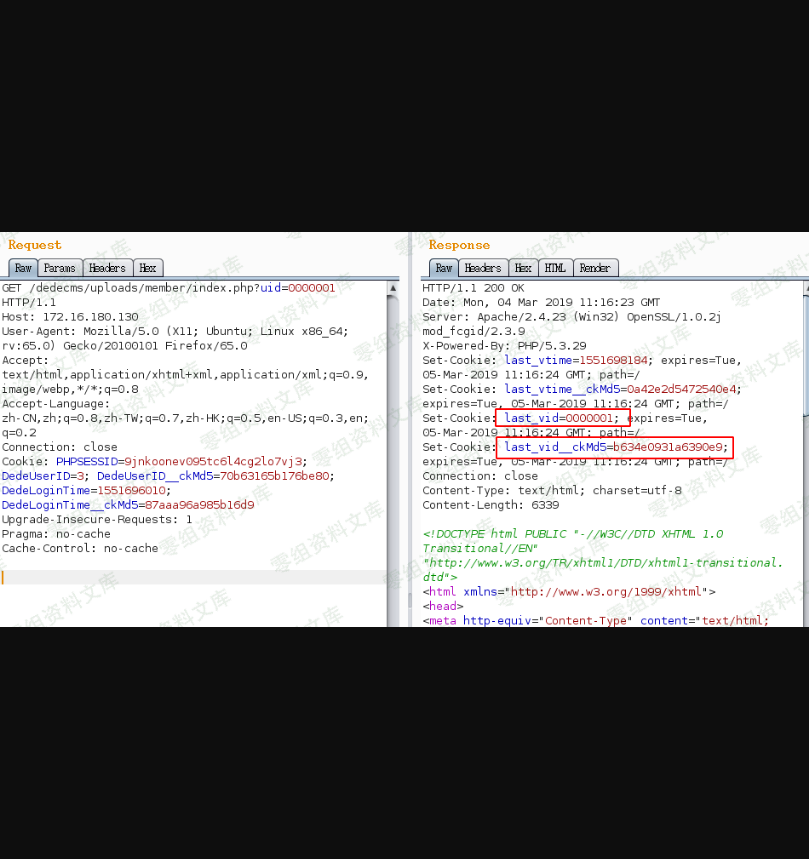 Request
Raw Params Headers Hex
GET /dedecms/uploads/member/index.php?uid=0000001
HTTP/1.1
Host: 172.16.180.130
User-Agent: Mozilla/5.0 (X11; Ubuntu; Linux x86_64;
rv:65.0) Gecko/20100101 Firefox/65.0
Accept:
text/html,application/xhtml+xml,application/xml;q=0.9,
image/webp,*/*;q=0.8
Accept-Language:
zh-CN,zh;q=0.8,zh-TW;q=0.7,zh-HK;q=0.5,en-US;q=0.3,en;
q=0.2
Connection: close
Cookie: PHPSESSID=9jnkoonev095tc6l4cg2lo7vj3;
DedeUserID=3; DedeUserID__ckMd5=70b63165b176be80;
DedeLoginTime=1551696010;
DedeLoginTime__ckMd5=87aaa96a985b16d9
Upgrade-Insecure-Requests: 1
Pragma: no-cache
Cache-Control: no-cache
Response
Raw Headers Hex HTML Render
HTTP/1.1 200 OK
Date: Mon, 04 Mar 2019 11:16:23 GMT
Server: Apache/2.4.23 (Win32) OpenSSL/1.0.2j
mod_fcgid/2.3.9
X-Powered-By: PHP/5.3.29
Set-Cookie: last_vtime=1551698184; expires=Tue,
05-Mar-2019 11:16:24 GMT; path=/
Set-Cookie: last_vtime__ckMd5=0a42e2d5472540e4;
expires=Tue, 05-Mar-2019 11:16:24 GMT; path=/
Set-Cookie: last_vid=0000001; expires=Tue,
05-Mar-2019 11:16:24 GMT; path=/
Set-Cookie: last_vid__ckMd5=b634e0931a6390e9;
expires=Tue, 05-Mar-2019 11:16:24 GMT; path=/
Connection: close
Content-Type: text/html; charset=utf-8
Content-Length: 6339
<!DOCTYPE html PUBLIC "-//W3C//DTD XHTML 1.0
Transitional//EN"
"http://www.w3.org/TR/xhtml1/DTD/xhtml1-transitional.
dtd">
<html xmlns="http://www.w3.org/1999/xhtml">
<head>
<meta http-equiv="Content-Type" content="text/html;
零组资料文库